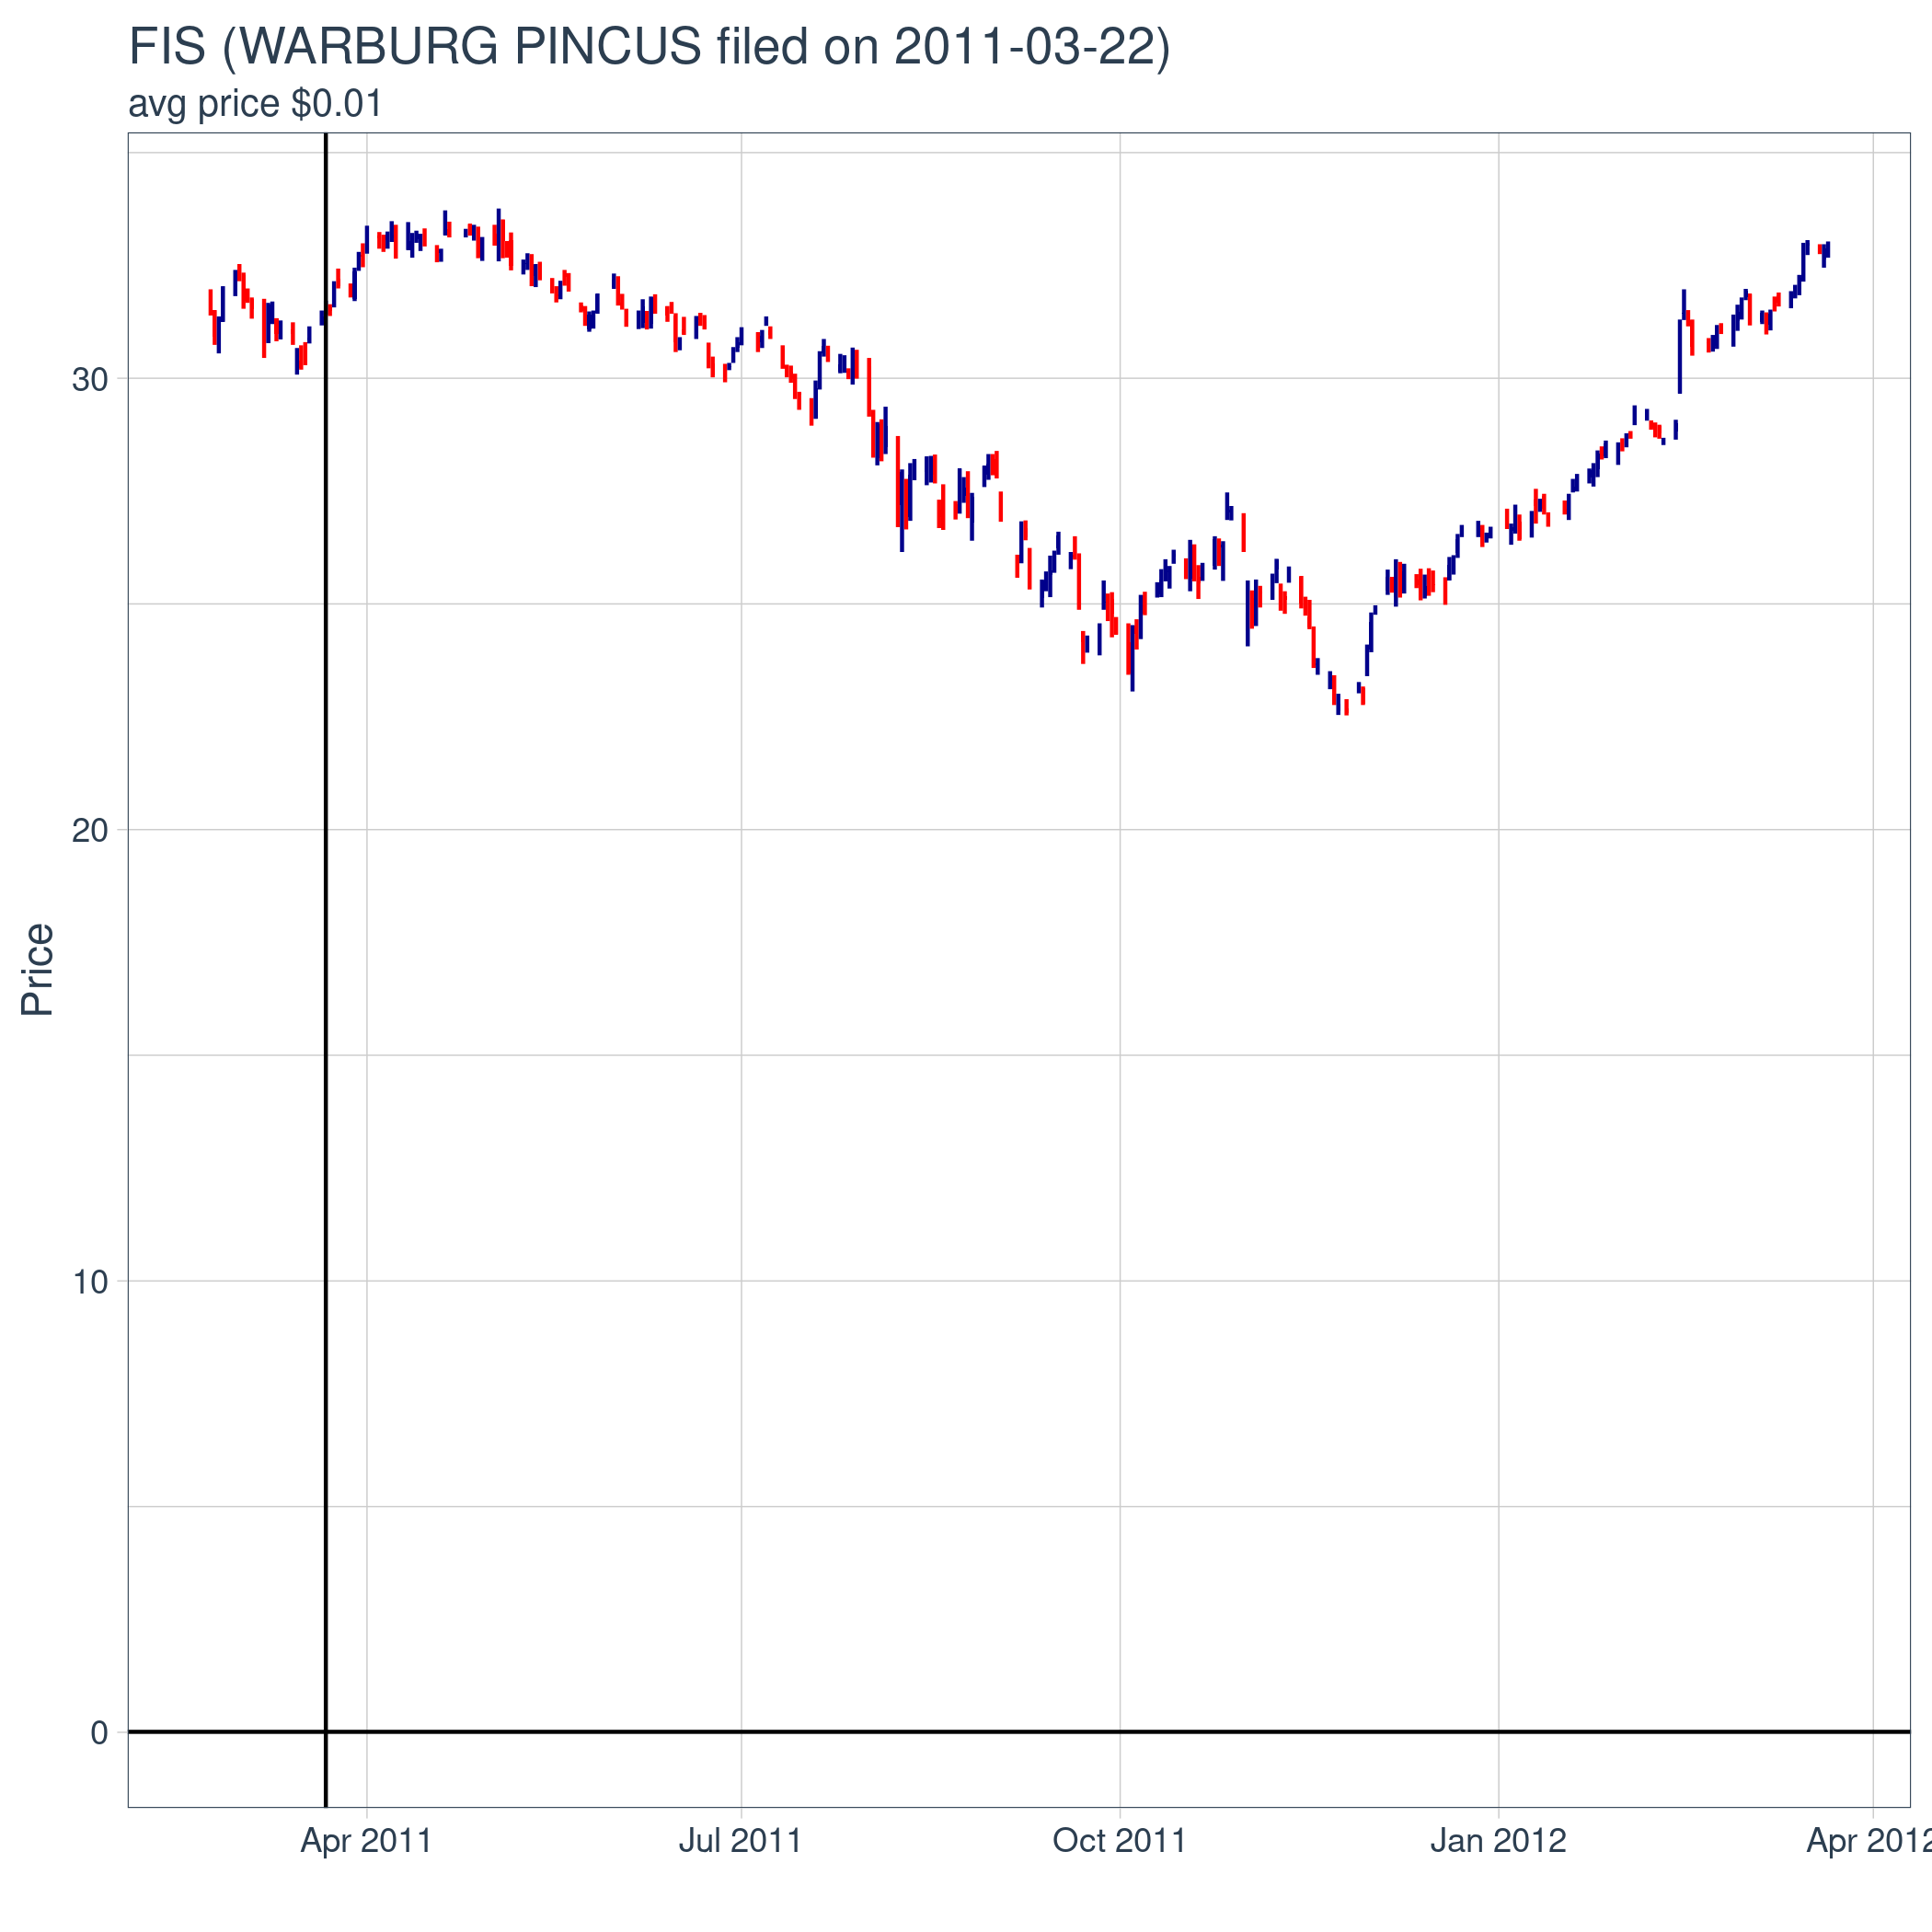 FIS (WARBURG PINCUS filed on 2011-03-22)
avg price $0.01
Price
30
20
10
0
Apr 2011
Jul 2011
Oct 2011
Jan 2012
Apr 2012